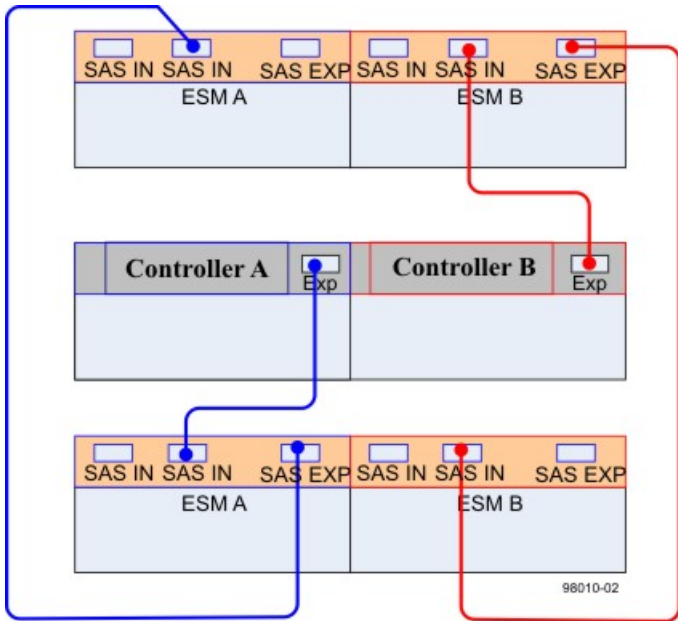 SAS IN SAS IN SAS EXP SAS IN SAS IN SAS EXP
ESM A ESM B
Controller A Exp Controller B Exp
SAS IN SAS IN SAS EXP SAS IN SAS IN SAS EXP
ESM A ESM B
98010-02